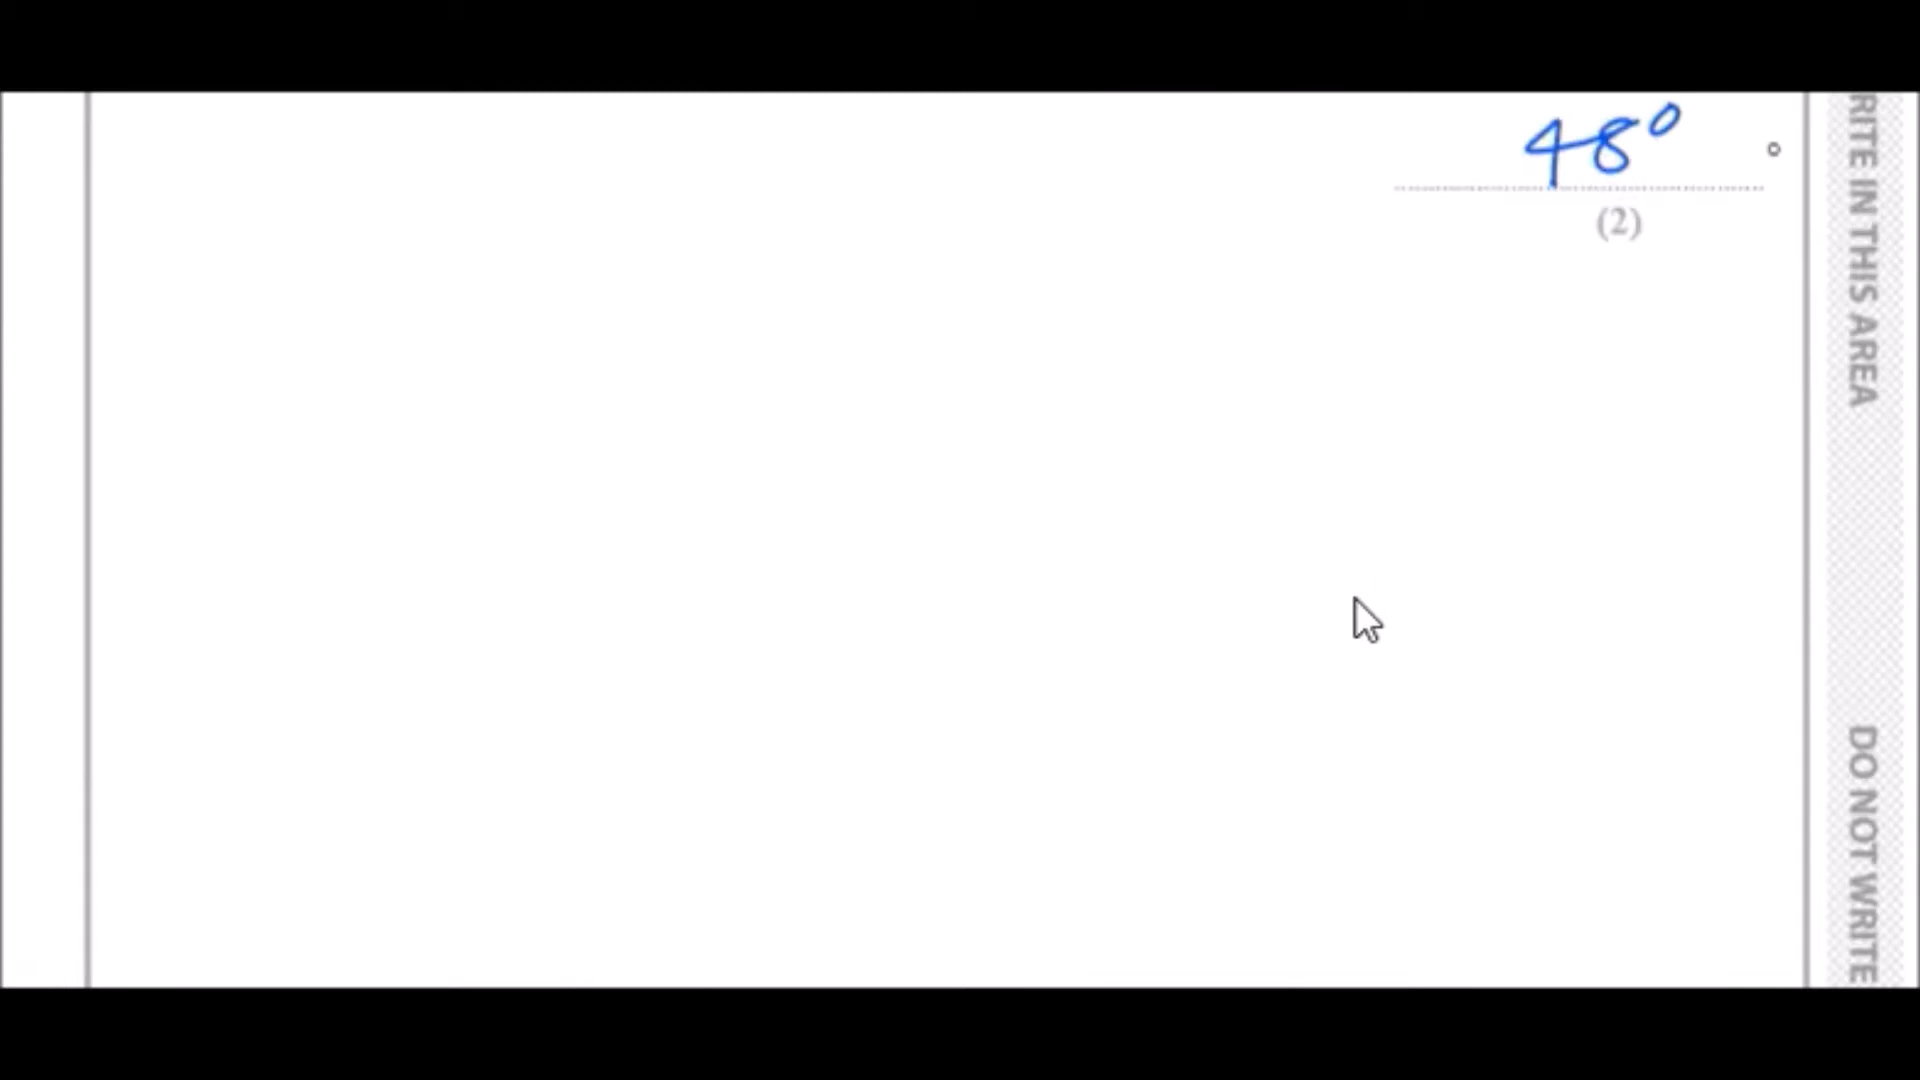 48° °
(2)
RITE IN THIS AREA
DO NOT WRITE